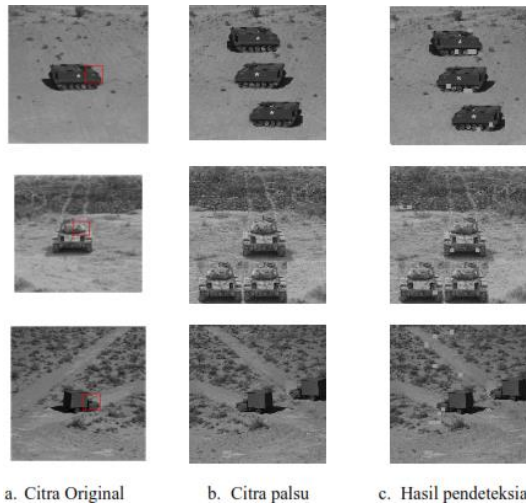 a. Citra Original
b. Citra palsu
c. Hasil pendeteksia